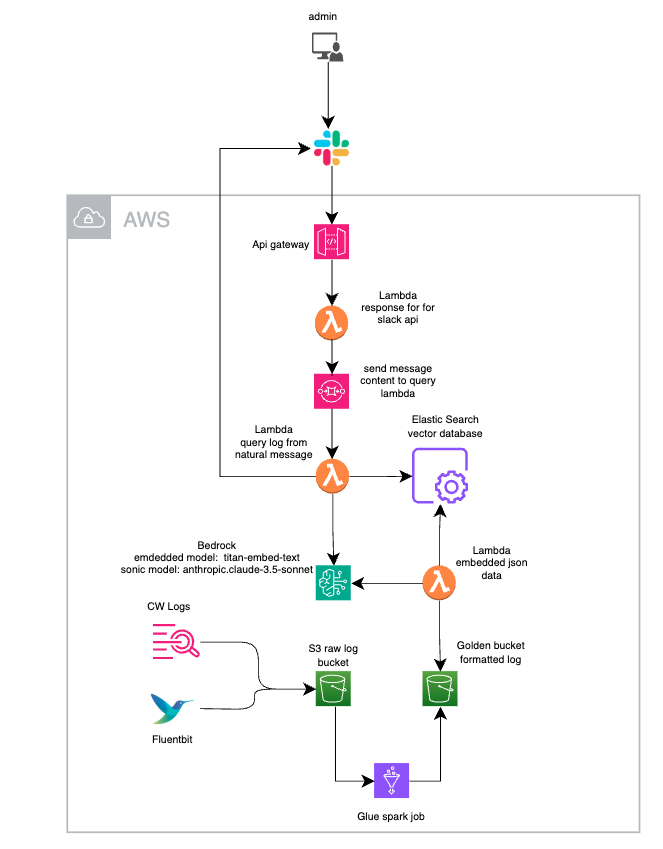 admin
AWS
Api gateway
Lambda
response for for
slack api
send message
content to query
lambda
Lambda
query log from
natural message
Elastic Search
vector database
Bedrock
emdedded model:  titan-embed-text
sonic model: anthropic.claude-3.5-sonnet
Lambda
embedded json
data
CW Logs
S3 raw log
bucket
Golden bucket
formatted log
Fluentbit
Glue spark job